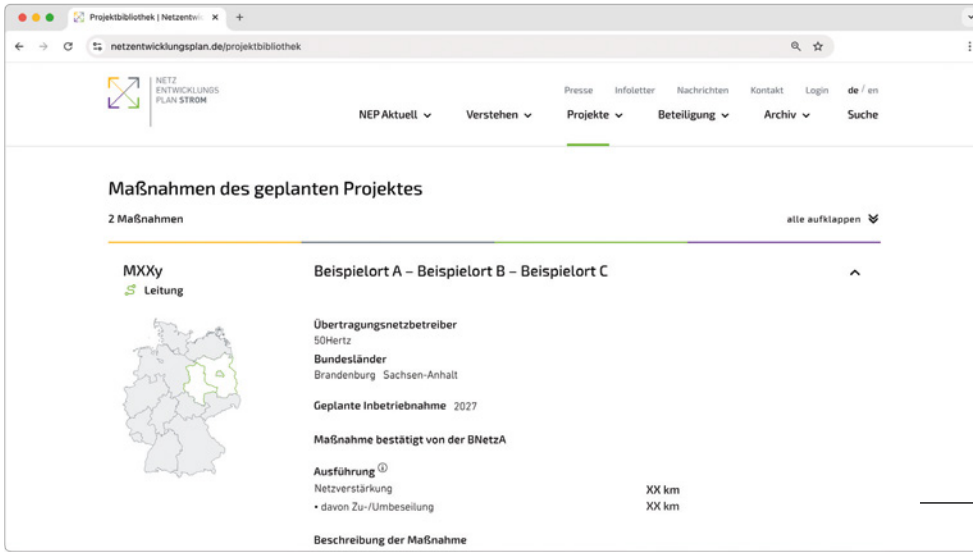 Projektbibliothek | Netzentwic
netzentwicklungsplan.de/projektbibliothek
NETZ
ENTWICKLUNGS
PLAN STROM
Presse Infoletter Nachrichten Kontakt Login de / en
NEP Aktuell Verstehen Projekte Beteiligung Archiv Suche
Maßnahmen des geplanten Projektes
2 Maßnahmen alle aufklappen
MXXy Beispielort A – Beispielort B – Beispielort C
Leitung
Übertragungsnetzbetreiber
50Hertz
Bundesländer
Brandenburg Sachsen-Anhalt
Geplante Inbetriebnahme 2027
Maßnahme bestätigt von der BNetzA
Ausführung
Netzverstärkung XX km
• davon Zu-/Umbeseilung XX km
Beschreibung der Maßnahme